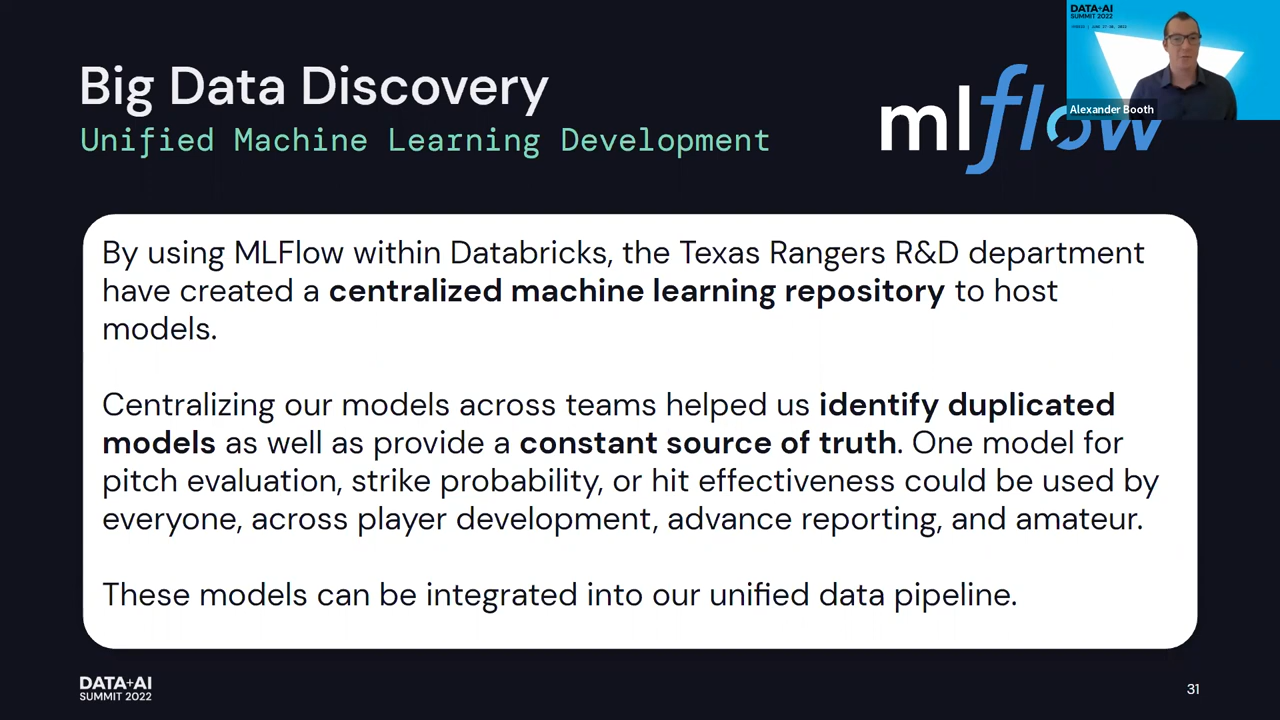 DATA+AI
SUMMIT 2022
Alexander Booth
Big Data Discovery
Unified Machine Learning Development
mlflow
By using MLFlow within Databricks, the Texas Rangers R&D department
have created a centralized machine learning repository to host
models.
Centralizing our models across teams helped us identify duplicated
models as well as provide a constant source of truth. One model for
pitch evaluation, strike probability, or hit effectiveness could be used by
everyone, across player development, advance reporting, and amateur.
These models can be integrated into our unified data pipeline.
DATA+AI
SUMMIT 2022
31